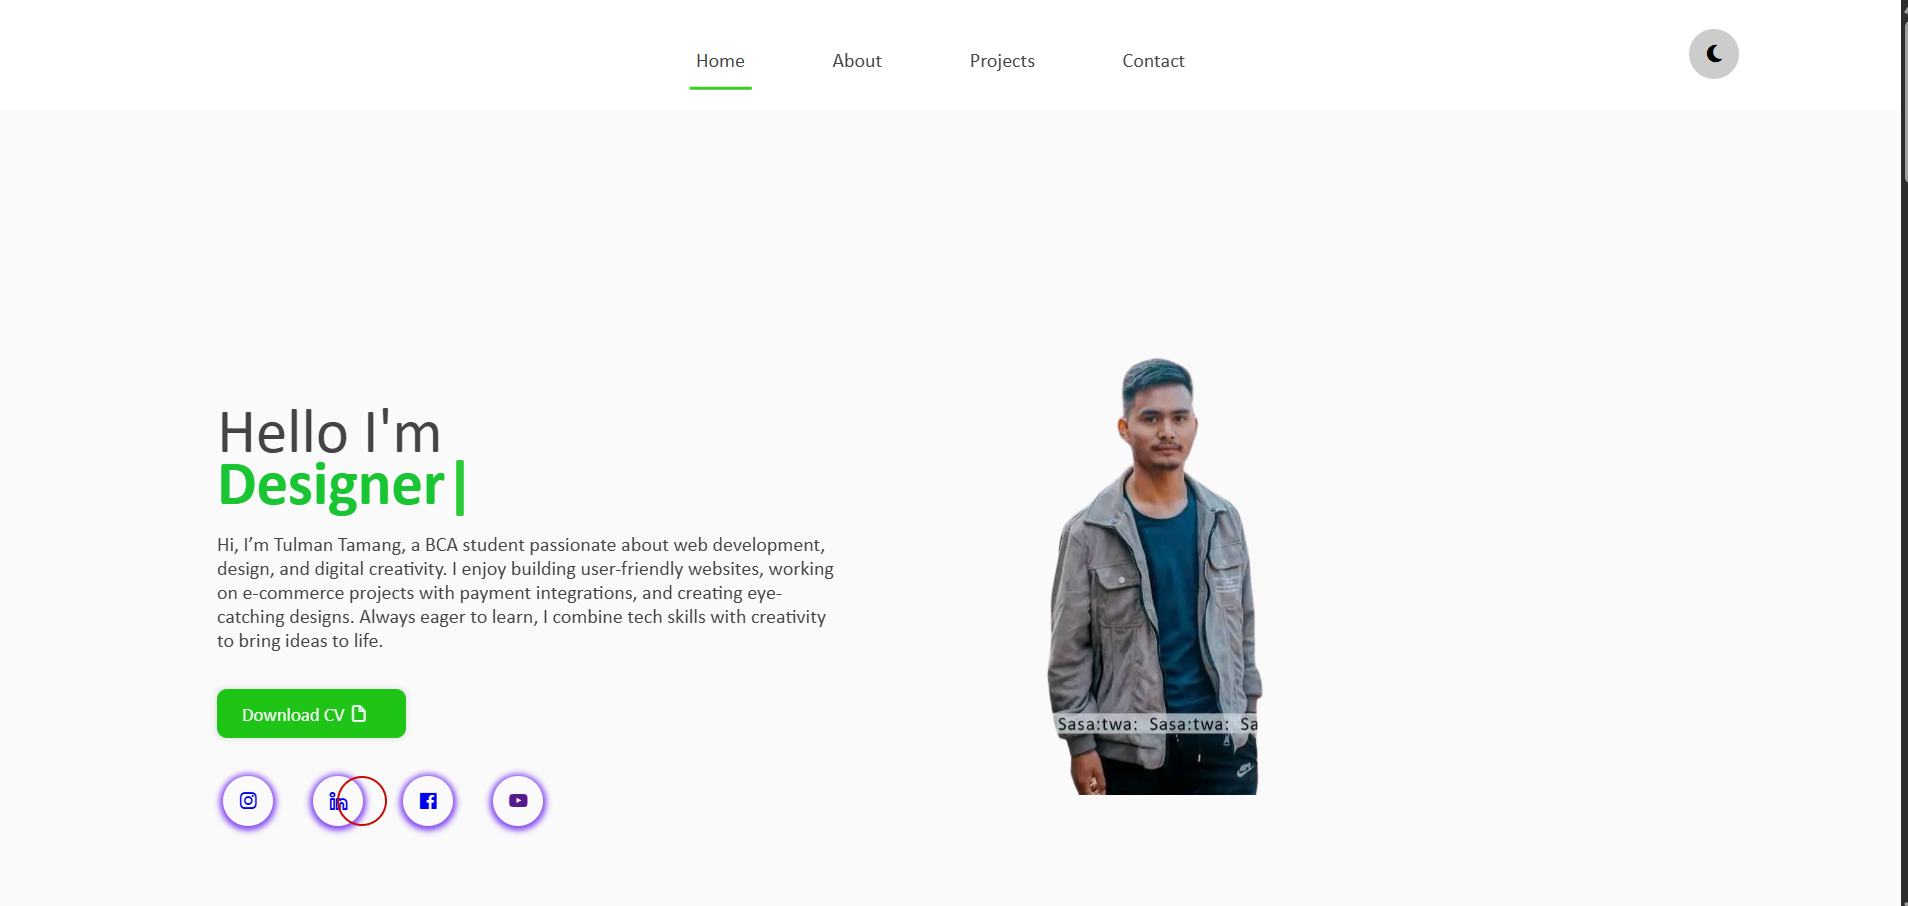 Home About Projects Contact
Hello I'm
Designer|
Hi, I’m Tulman Tamang, a BCA student passionate about web development,
design, and digital creativity. I enjoy building user-friendly websites, working
on e-commerce projects with payment integrations, and creating eye-
catching designs. Always eager to learn, I combine tech skills with creativity
to bring ideas to life.
Download CV
Sasa:twa: Sasa:twa: Sa